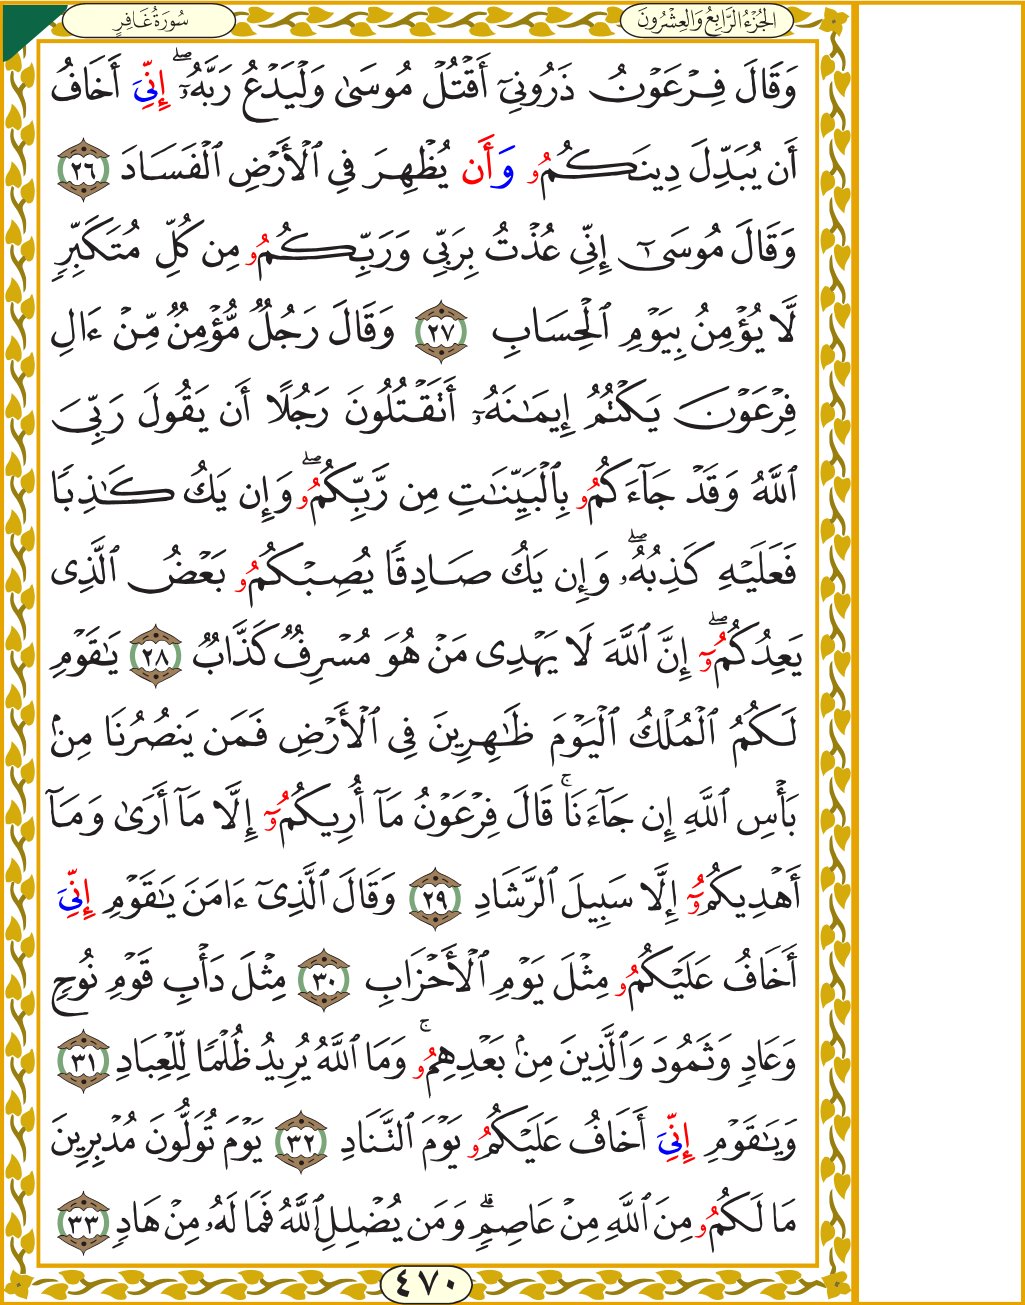 سُورَةُ غَافِرٍ
الجُزْءُ الرَّابِعُ وَالعِشْرُونَ
وَقَالَ فِرْعَوْنُ ذَرُونِيٓ أَقْتُلْ مُوسَىٰ وَلْيَدْعُ رَبَّهُۥٓۖ إِنِّيَ أَخَافُ
أَن يُبَدِّلَ دِينَكُمُۥ وَأَن يُظْهِرَ فِي ٱلْأَرْضِ ٱلْفَسَادَ ٢٦
وَقَالَ مُوسَىٰٓ إِنِّي عُذْتُ بِرَبِّي وَرَبِّكُمُۥ مِن كُلِّ مُتَكَبِّرٍ
لَّا يُؤْمِنُ بِيَوْمِ ٱلْحِسَابِ ٢٧ وَقَالَ رَجُلٌ مُّؤْمِنٌ مِّنْ ءَالِ
فِرْعَوْنَ يَكْتُمُ إِيمَٰنَهُۥٓ أَتَقْتُلُونَ رَجُلًا أَن يَقُولَ رَبِّيَ
ٱللَّهُ وَقَدْ جَآءَكُمُۥ بِٱلْبَيِّنَٰتِ مِن رَّبِّكُمُۥۖ وَإِن يَكُ كَٰذِبًا
فَعَلَيْهِ كَذِبُهُۥۖ وَإِن يَكُ صَادِقًا يُصِبْكُمُۥ بَعْضُ ٱلَّذِى
يَعِدُكُمُۥٓۖ إِنَّ ٱللَّهَ لَا يَهْدِى مَنْ هُوَ مُسْرِفٌ كَذَّابٌ ٢٨ يَٰقَوْمِ
لَكُمُ ٱلْمُلْكُ ٱلْيَوْمَ ظَٰهِرِينَ فِي ٱلْأَرْضِ فَمَن يَنصُرُنَا مِنۢ
بَأْسِ ٱللَّهِ إِن جَآءَنَاۚ قَالَ فِرْعَوْنُ مَآ أُرِيكُمُۥٓ إِلَّا مَآ أَرَىٰ وَمَآ
أَهْدِيكُمُۥٓ إِلَّا سَبِيلَ ٱلرَّشَادِ ٢٩ وَقَالَ ٱلَّذِىٓ ءَامَنَ يَٰقَوْمِ إِنِّيَ
أَخَافُ عَلَيْكُمُۥ مِثْلَ يَوْمِ ٱلْأَحْزَابِ ٣٠ مِثْلَ دَأْبِ قَوْمِ نُوحٍ
وَعَادٍ وَثَمُودَ وَٱلَّذِينَ مِنۢ بَعْدِهِمُۥۚ وَمَا ٱللَّهُ يُرِيدُ ظُلْمًا لِّلْعِبَادِ ٣١
وَيَٰقَوْمِ إِنِّيَ أَخَافُ عَلَيْكُمُۥ يَوْمَ ٱلتَّنَادِ ٣٢ يَوْمَ تُوَلُّونَ مُدْبِرِينَ
مَا لَكُمُۥ مِنَ ٱللَّهِ مِنْ عَاصِمٍۗ وَمَن يُضْلِلِ ٱللَّهُ فَمَا لَهُۥ مِنْ هَادٍ ٣٣
٤٧٠